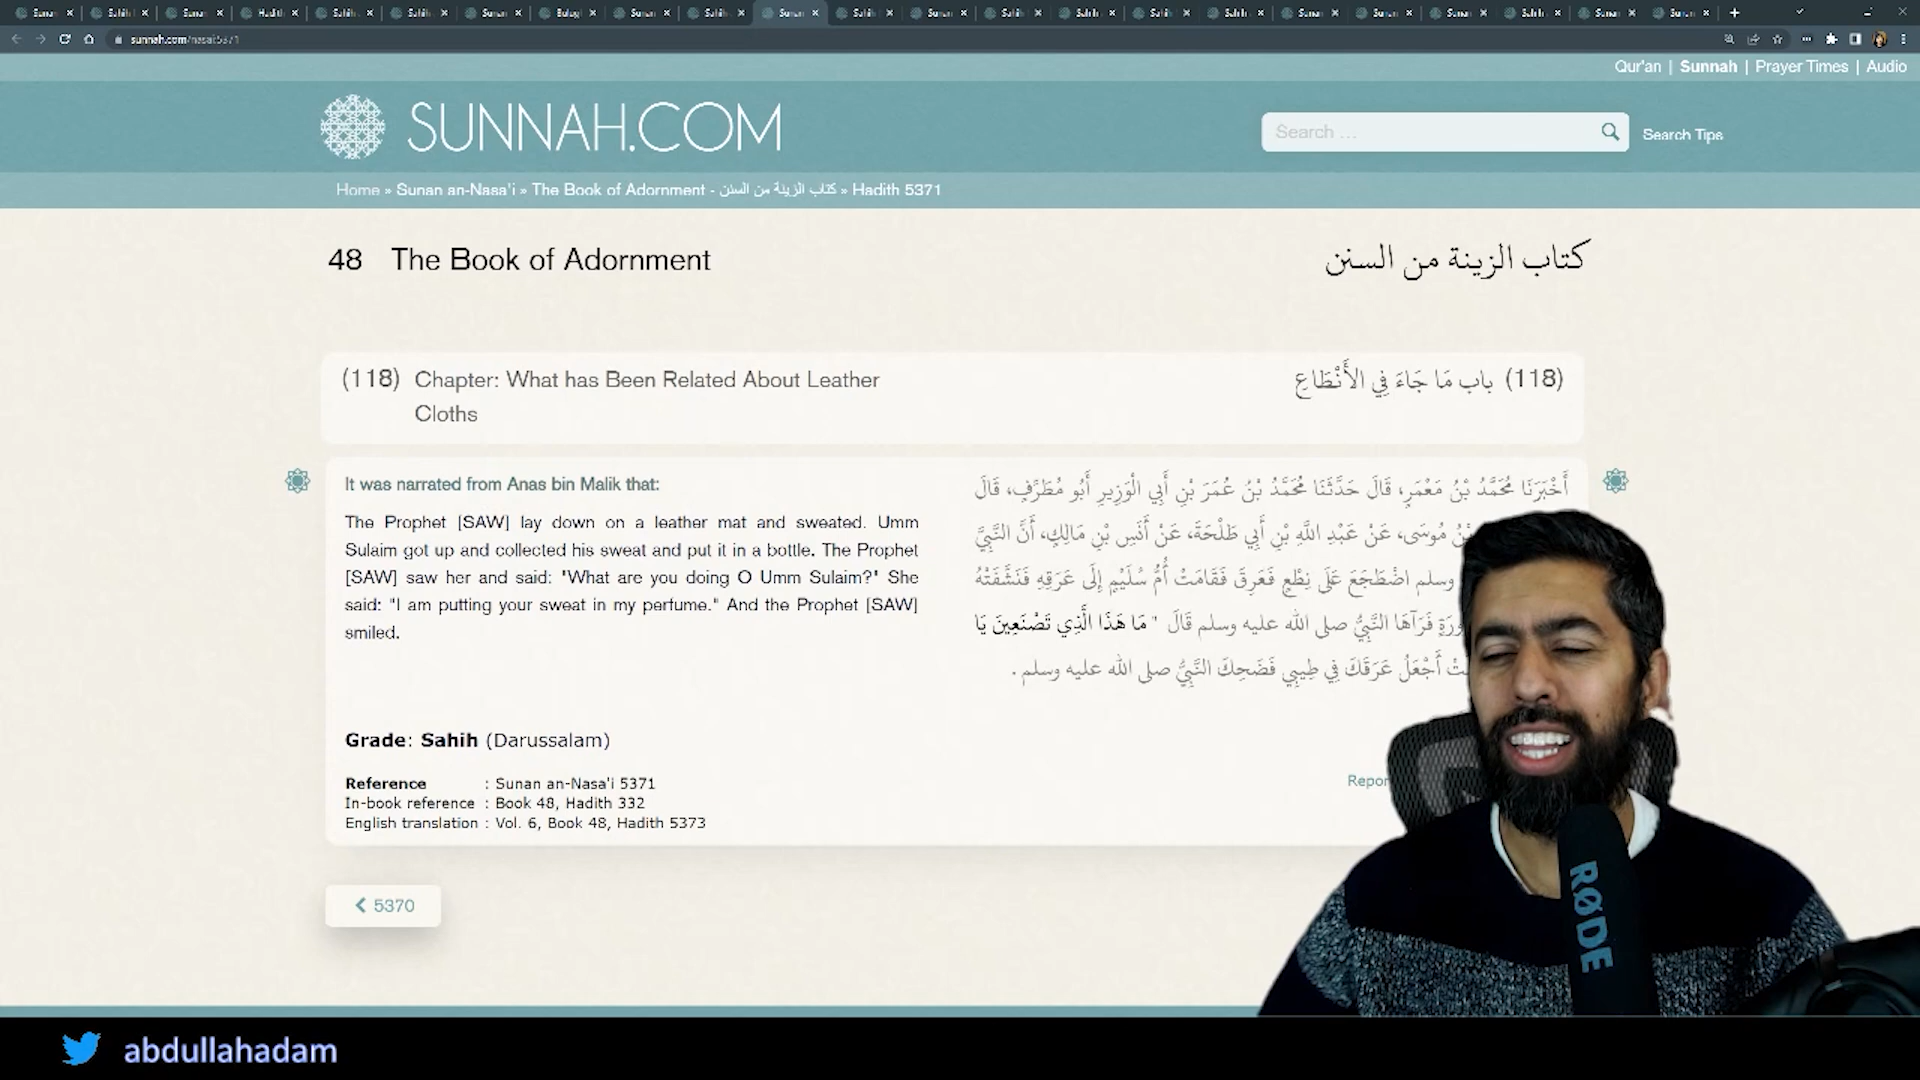 sunnah.com/nasai:5371
Qur'an | Sunnah | Prayer Times | Audio
SUNNAH.COM
Search ...
Search Tips
Home » Sunan an-Nasa'i » The Book of Adornment - كتاب الزينة من السنن » Hadith 5371
48 The Book of Adornment
كتاب الزينة من السنن
(118) Chapter: What has Been Related About Leather
Cloths
(118) باب مَا جَاءَ فِي الأَنْطَاعِ
It was narrated from Anas bin Malik that:
The Prophet [SAW] lay down on a leather mat and sweated. Umm
Sulaim got up and collected his sweat and put it in a bottle. The Prophet
[SAW] saw her and said: "What are you doing O Umm Sulaim?" She
said: "I am putting your sweat in my perfume." And the Prophet [SAW]
smiled.
أَخْبَرَنَا مُحَمَّدُ بْنُ مَعْمَرٍ، قَالَ حَدَّثَنَا مُحَمَّدُ بْنُ عُمَرَ بْنِ أَبِي الْوَزِيرِ أَبُو مُطَرِّفٍ، قَالَ
بْنُ مُوسَى، عَنْ عَبْدِ اللَّهِ بْنِ أَبِي طَلْحَةَ، عَنْ أَنَسِ بْنِ مَالِكٍ، أَنَّ النَّبِيَّ
وسلم اضْطَجَعَ عَلَى نِطْعٍ فَعَرِقَ فَقَامَتْ أُمُّ سُلَيْمٍ إِلَى عَرَقِهِ فَنَشَّفَتْهُ
فَرَآهَا النَّبِيُّ صلى الله عليه وسلم قَالَ " مَا هَذَا الَّذِي تَصْنَعِينَ يَا
أَجْعَلُ عَرَقَكَ فِي طِيبِي فَضَحِكَ النَّبِيُّ صلى الله عليه وسلم .
Grade: Sahih (Darussalam)
Reference : Sunan an-Nasa'i 5371
In-book reference : Book 48, Hadith 332
English translation : Vol. 6, Book 48, Hadith 5373
Repor
5370
RØDE
abdullahadam